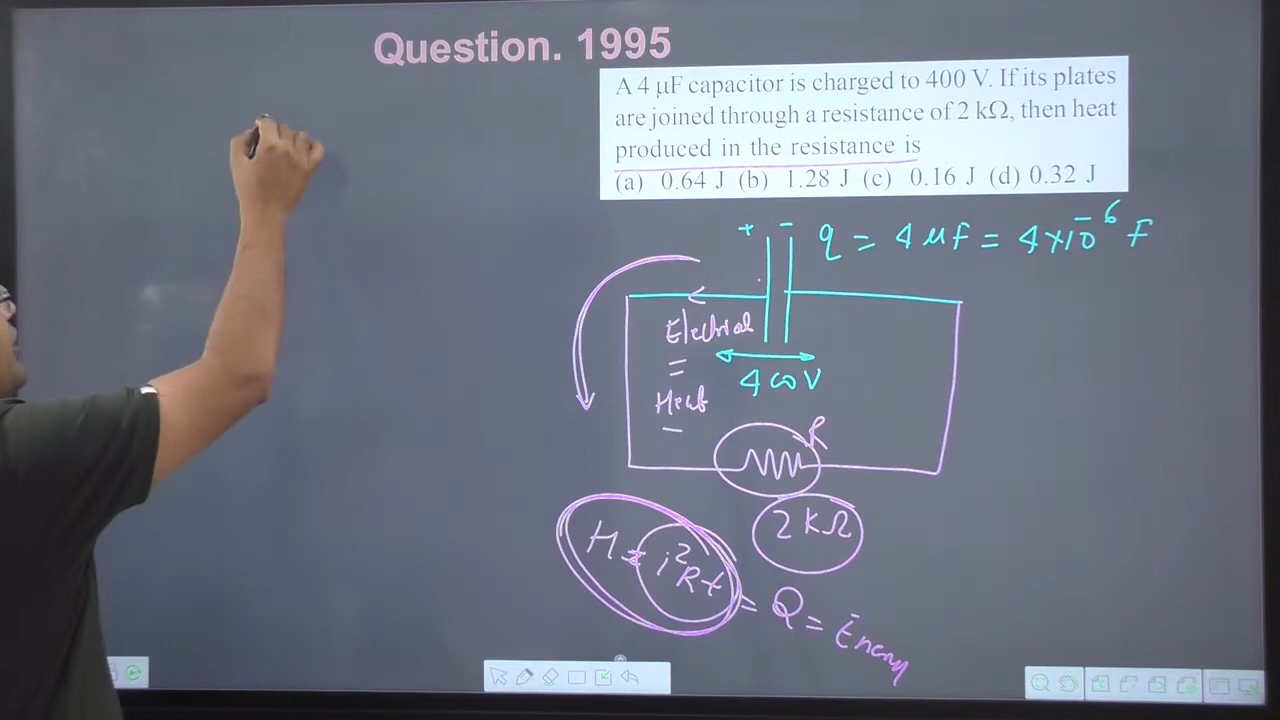 Question. 1995
A 4 μF capacitor is charged to 400 V. If its plates
are joined through a resistance of 2 kΩ, then heat
produced in the resistance is
(a) 0.64 J (b) 1.28 J (c) 0.16 J (d) 0.32 J
+ - q = 4 μF = 4×10⁻⁶ F
Electrical
=
Heat
400V
R
2 kΩ
H = i²Rt = Q = Energy